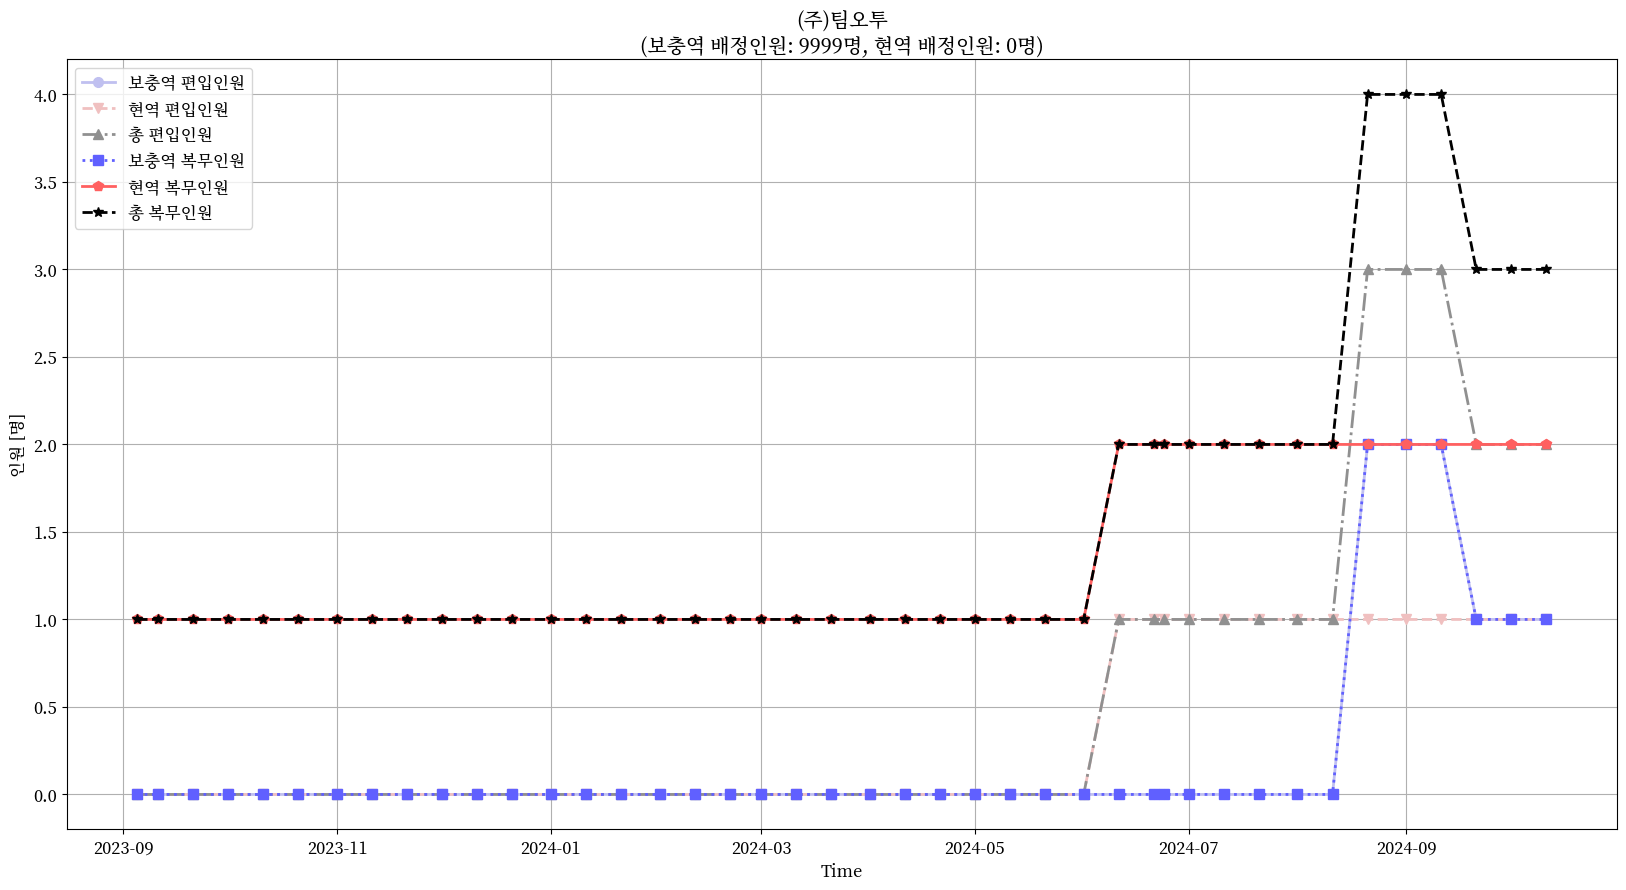 (주)팀오투
(보충역 배정인원: 9999명, 현역 배정인원: 0명)
보충역 편입인원
현역 편입인원
총 편입인원
보충역 복무인원
현역 복무인원
총 복무인원
4.0
3.5
3.0
2.5
2.0
1.5
1.0
0.5
0.0
인원 [명]
2023-09
2023-11
2024-01
2024-03
2024-05
2024-07
2024-09
Time